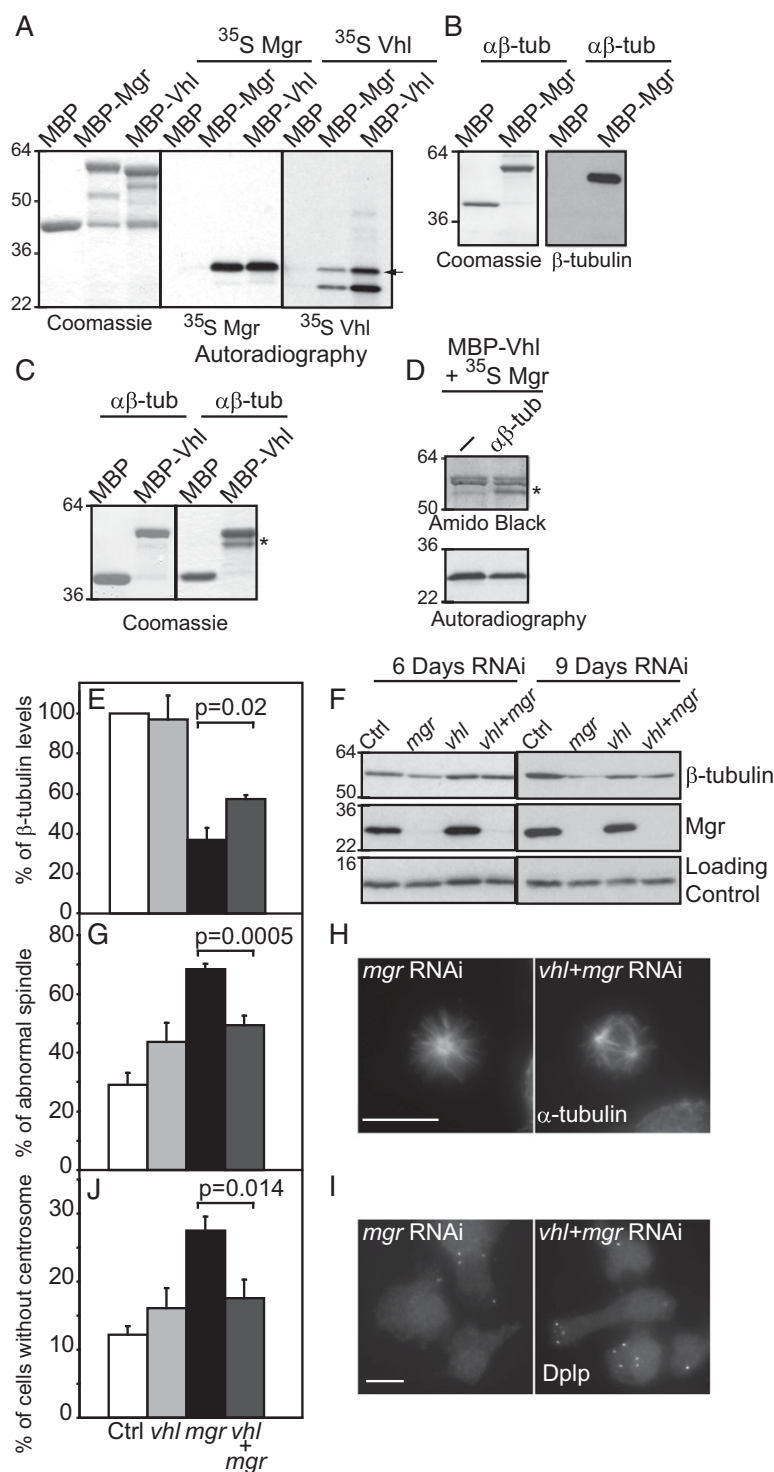 A
35S Mgr
35S Vhl
MBP
MBP-Mgr
MBP-Vhl
MBP
MBP-Mgr
MBP-Vhl
MBP
MBP-Mgr
MBP-Vhl
64
50
36
22
Coomassie
35S Mgr
35S Vhl
Autoradiography
B
αβ-tub
αβ-tub
MBP
MBP-Mgr
MBP
MBP-Mgr
64
36
Coomassie
β-tubulin
C
αβ-tub
αβ-tub
MBP
MBP-Vhl
MBP
MBP-Vhl
64
*
36
Coomassie
D
MBP-Vhl
+ 35S Mgr
–
αβ-tub
64
*
50
Amido Black
36
22
Autoradiography
E
p=0.02
100
80
60
40
20
0
% of β-tubulin levels
F
6 Days RNAi
9 Days RNAi
Ctrl
mgr
vhl
vhl+mgr
Ctrl
mgr
vhl
vhl+mgr
64
β-tubulin
50
36
Mgr
22
16
Loading
Control
G
p=0.0005
80
60
40
20
0
% of abnormal spindle
H
mgr RNAi
vhl+mgr RNAi
α-tubulin
J
p=0.014
30
20
10
0
% of cells without centrosome
Ctrl vhl mgr vhl
+
mgr
I
mgr RNAi
vhl+mgr RNAi
Dplp